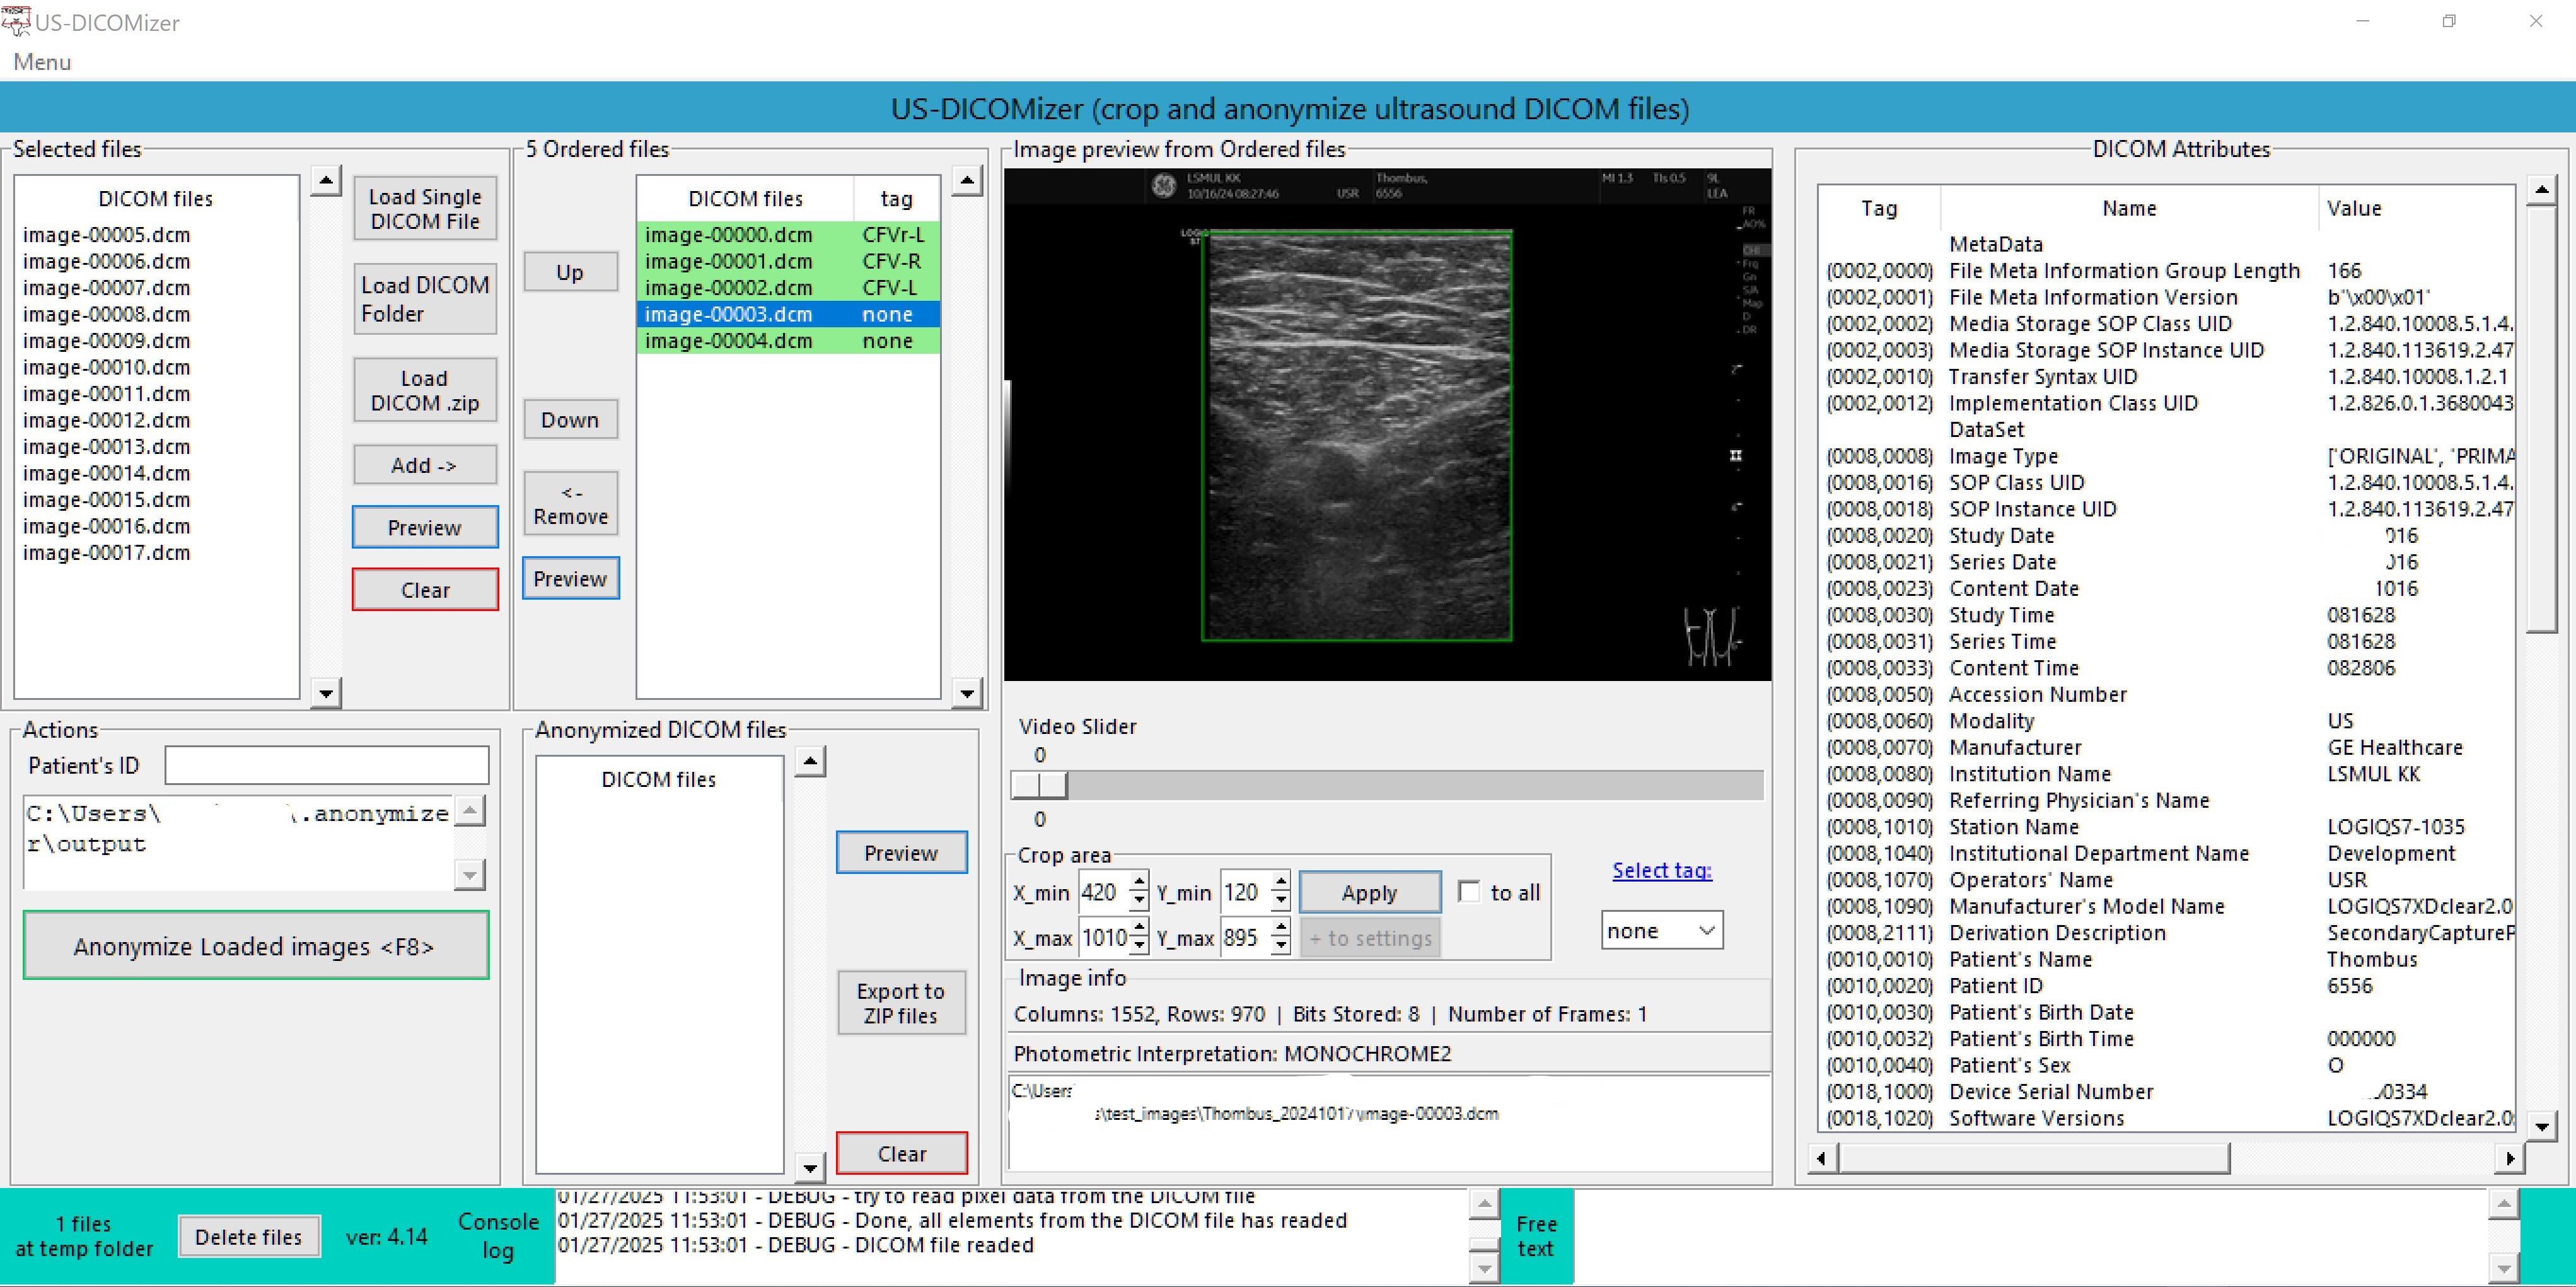 US-DICOMizer
Menu
US-DICOMizer (crop and anonymize ultrasound DICOM files)
Selected files
DICOM files
image-00005.dcm
image-00006.dcm
image-00007.dcm
image-00008.dcm
image-00009.dcm
image-00010.dcm
image-00011.dcm
image-00012.dcm
image-00013.dcm
image-00014.dcm
image-00015.dcm
image-00016.dcm
image-00017.dcm
Load Single
DICOM File
Load DICOM
Folder
Load
DICOM .zip
Add ->
Preview
Clear
5 Ordered files
Up
Down
<-
Remove
Preview
DICOM files tag
image-00000.dcm CFVr-L
image-00001.dcm CFV-R
image-00002.dcm CFV-L
image-00003.dcm none
image-00004.dcm none
Image preview from Ordered files
LSMUL KK Thombus, MI 1.3 TIs 0.5 9L
10/16/24 08:27:46 USR 6556 LEA
FR
AO%
CHI
Frq
Gn
S/A
Map
D
DR
Video Slider
0
0
Crop area
X_min 420 Y_min 120 Apply to all
X_max 1010 Y_max 895 + to settings
Select tag:
none
Image info
Columns: 1552, Rows: 970 | Bits Stored: 8 | Number of Frames: 1
Photometric Interpretation: MONOCHROME2
C:\Users
\test_images\Thombus_2024101 image-00003.dcm
DICOM Attributes
Tag Name Value
MetaData
(0002,0000) File Meta Information Group Length 166
(0002,0001) File Meta Information Version b'\x00\x01'
(0002,0002) Media Storage SOP Class UID 1.2.840.10008.5.1.4.
(0002,0003) Media Storage SOP Instance UID 1.2.840.113619.2.47
(0002,0010) Transfer Syntax UID 1.2.840.10008.1.2.1
(0002,0012) Implementation Class UID 1.2.826.0.1.3680043
DataSet
(0008,0008) Image Type ['ORIGINAL', 'PRIMA
(0008,0016) SOP Class UID 1.2.840.10008.5.1.4.
(0008,0018) SOP Instance UID 1.2.840.113619.2.47
(0008,0020) Study Date 016
(0008,0021) Series Date 016
(0008,0023) Content Date 1016
(0008,0030) Study Time 081628
(0008,0031) Series Time 081628
(0008,0033) Content Time 082806
(0008,0050) Accession Number
(0008,0060) Modality US
(0008,0070) Manufacturer GE Healthcare
(0008,0080) Institution Name LSMUL KK
(0008,0090) Referring Physician's Name
(0008,1010) Station Name LOGIQS7-1035
(0008,1040) Institutional Department Name Development
(0008,1070) Operators' Name USR
(0008,1090) Manufacturer's Model Name LOGIQS7XDclear2.0
(0008,2111) Derivation Description SecondaryCaptureP
(0010,0010) Patient's Name Thombus
(0010,0020) Patient ID 6556
(0010,0030) Patient's Birth Date
(0010,0032) Patient's Birth Time 000000
(0010,0040) Patient's Sex O
(0018,1000) Device Serial Number 0334
(0018,1020) Software Versions LOGIQS7XDclear2.0
Actions
Patient's ID
C:\Users\ \.anonymize
r\output
Anonymize Loaded images <F8>
Anonymized DICOM files
DICOM files
Preview
Export to
ZIP files
Clear
1 files
at temp folder
Delete files
ver: 4.14
Console
log
01/27/2025 11:53:01 - DEBUG - try to read pixel data from the DICOM file
01/27/2025 11:53:01 - DEBUG - Done, all elements from the DICOM file has readed
01/27/2025 11:53:01 - DEBUG - DICOM file readed
Free
text